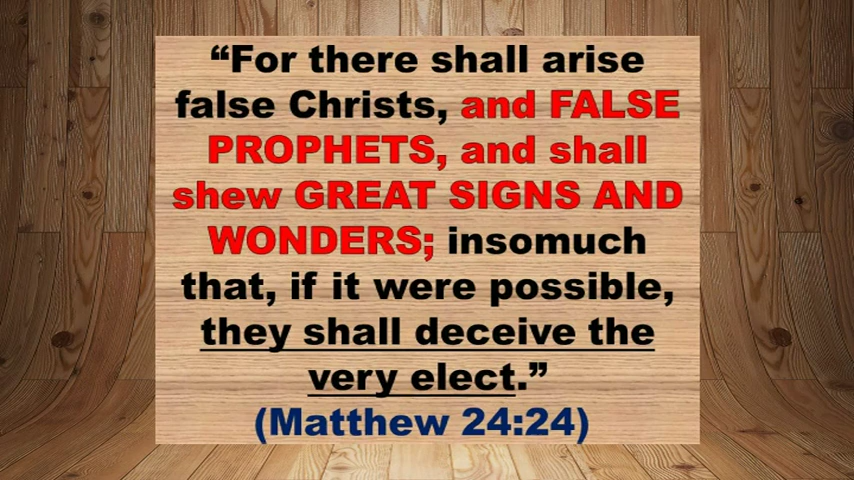 “For there shall arise
false Christs, and FALSE
PROPHETS, and shall
shew GREAT SIGNS AND
WONDERS; insomuch
that, if it were possible,
they shall deceive the
very elect.”
(Matthew 24:24)